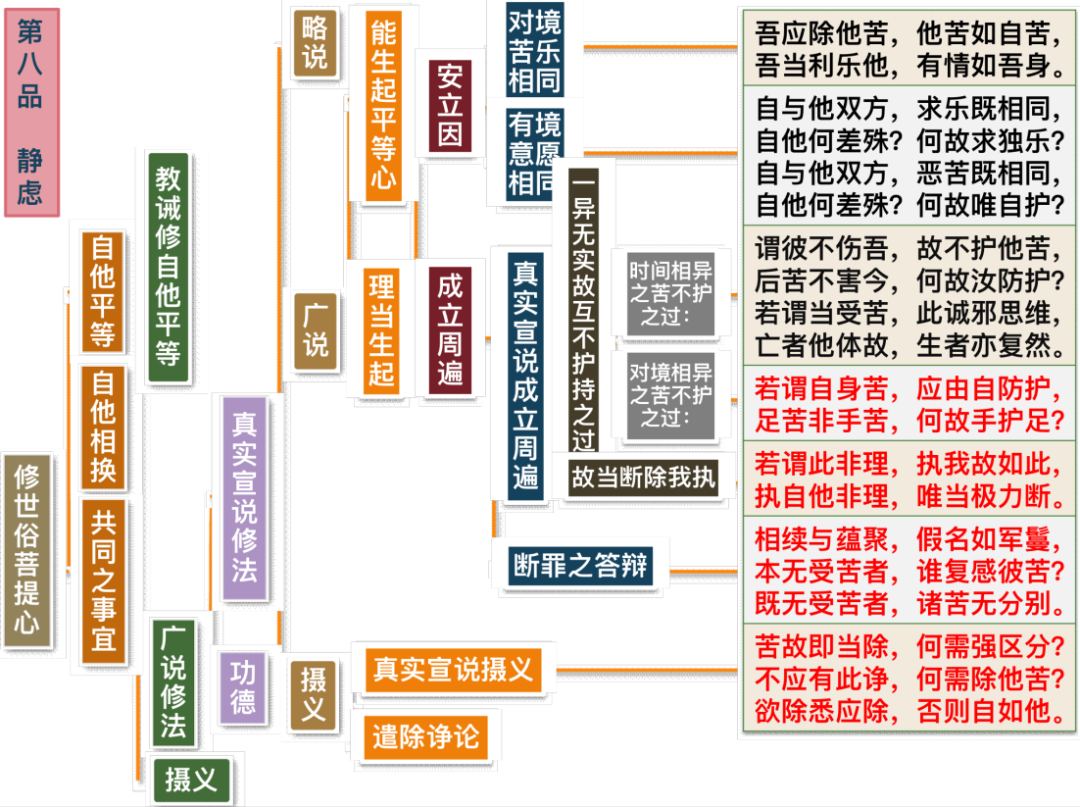 第八品 静虑
修世俗菩提心
自他平等
自他相换
共同之事宜
教诫修自他平等
广说修法
摄义
真实宣说修法
功德
略说
广说
摄义
能生起平等心
理当生起
真实宣说摄义
遣除诤论
安立因
成立周遍
对境
苦乐
相同
有境
意愿
相同
真实宣说成立周遍
断罪之答辩
一异无实故互不护持之过
故当断除我执
时间相异
之苦不护
之过：
对境相异
之苦不护
之过：
吾应除他苦，他苦如自苦，
吾当利乐他，有情如吾身。
自与他双方，求乐既相同，
自他何差殊？何故求独乐？
自与他双方，恶苦既相同，
自他何差殊？何故唯自护？
谓彼不伤吾，故不护他苦，
后苦不害今，何故汝防护？
若谓当受苦，此诚邪思维，
亡者他体故，生者亦复然。
若谓自身苦，应由自防护，
足苦非手苦，何故手护足？
若谓此非理，执我故如此，
执自他非理，唯当极力断。
相续与蕴聚，假名如军鬘，
本无受苦者，谁复感彼苦？
既无受苦者，诸苦无分别。
苦故即当除，何需强区分？
不应有此诤，何需除他苦？
欲除悉应除，否则自如他。